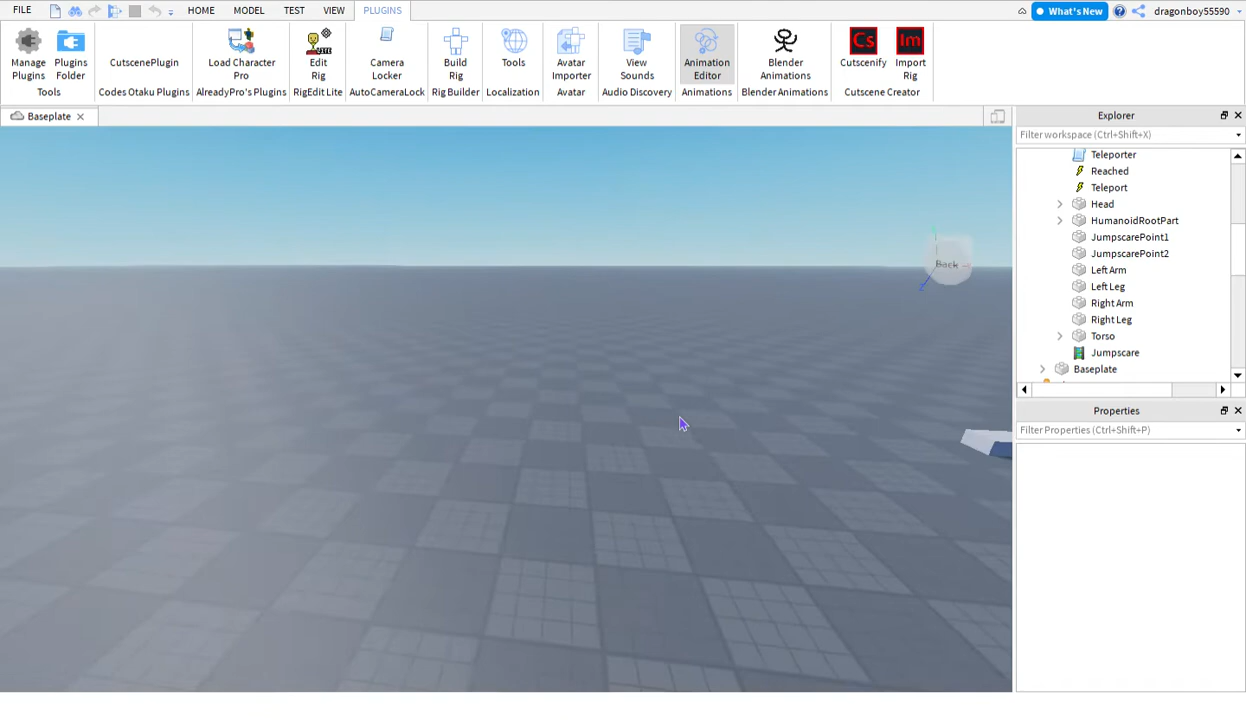 FILE HOME MODEL TEST VIEW PLUGINS What's New dragonboy55590
Manage Plugins
Plugins Folder
CutscenePlugin
Load Character Pro
Edit Rig
Camera Locker
Build Rig
Tools
Avatar Importer
View Sounds
Animation Editor
Blender Animations
Cs
Cutscenify
Im
Import Rig
Tools Codes Otaku Plugins AlreadyPro's Plugins RigEdit Lite AutoCameraLock Rig Builder Localization Avatar Audio Discovery Animations Blender Animations Cutscene Creator
Baseplate
Back
Explorer
Filter workspace (Ctrl+Shift+X)
Teleporter
Reached
Teleport
Head
HumanoidRootPart
JumpscarePoint1
JumpscarePoint2
Left Arm
Left Leg
Right Arm
Right Leg
Torso
Jumpscare
Baseplate
Properties
Filter Properties (Ctrl+Shift+P)